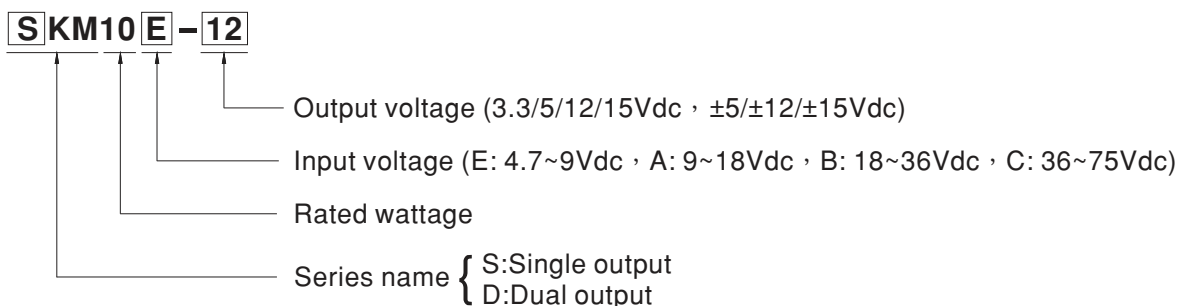 SKM10E-12
Output voltage (3.3/5/12/15Vdc，±5/±12/±15Vdc)
Input voltage (E: 4.7~9Vdc，A: 9~18Vdc，B: 18~36Vdc，C: 36~75Vdc)
Rated wattage
Series name { S:Single output
D:Dual output